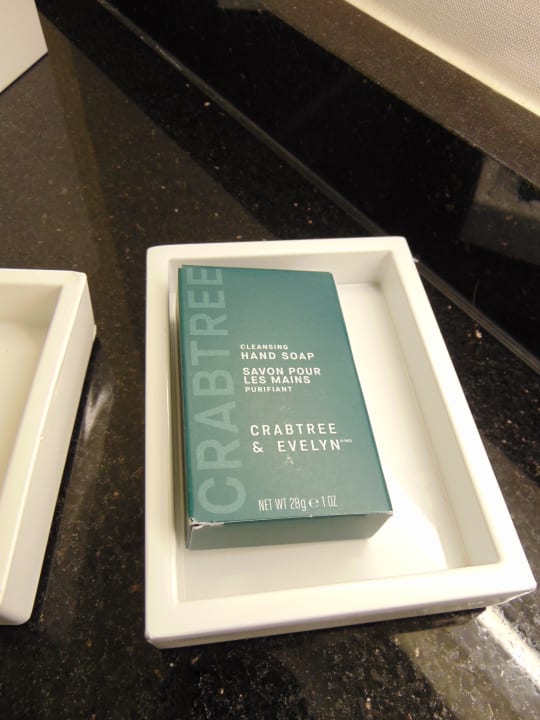 CRABTREE
CLEANSING
HAND SOAP
SAVON POUR
LES MAINS
PURIFIANT
CRABTREE
& EVELYN
NET WT 28g ℮ 1 OZ